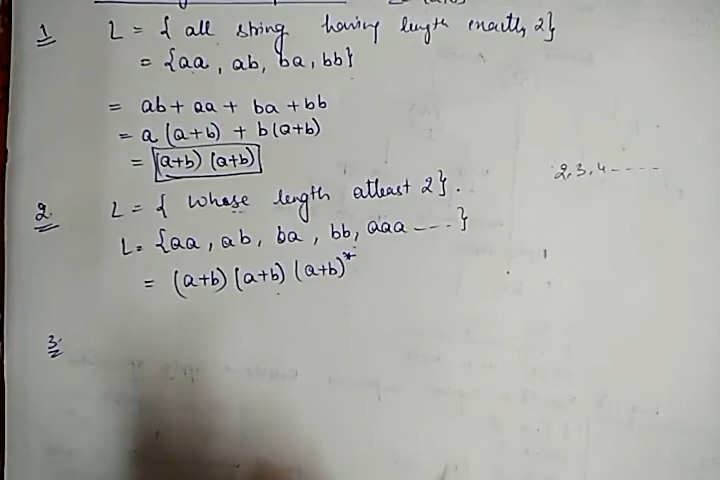 1 L = { all string having length exactly 2}
= {aa, ab, ba, bb}
= ab + aa + ba + bb
= a (a+b) + b (a+b)
= (a+b) (a+b)
2,3,4-----
2. L = { whose length atleast 2}.
L = {aa, ab, ba, bb, aaa ---- }
= (a+b) (a+b) (a+b)*
3.